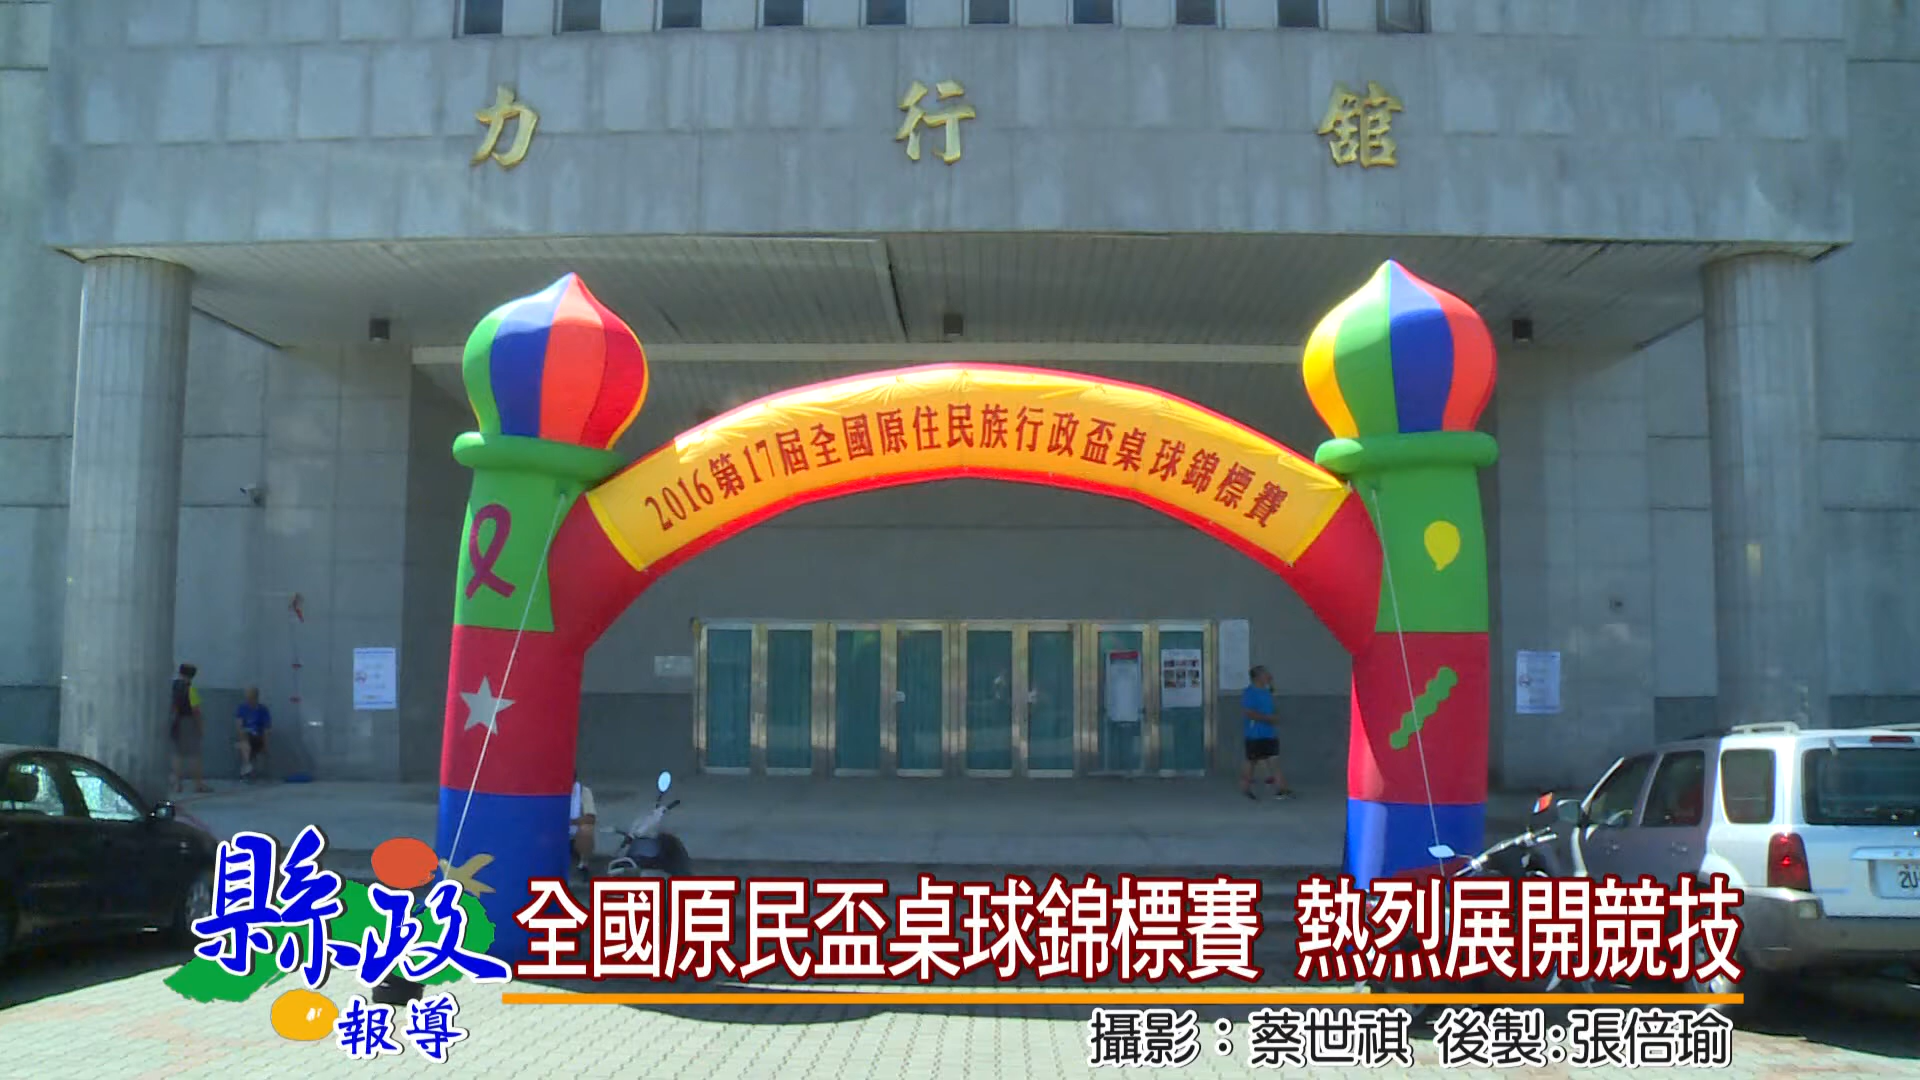 力行館
2016第17屆全國原住民族行政盃桌球錦標賽
縣政
報導
全國原民盃桌球錦標賽 熱烈展開競技
攝影：蔡世祺 後製:張倍瑜